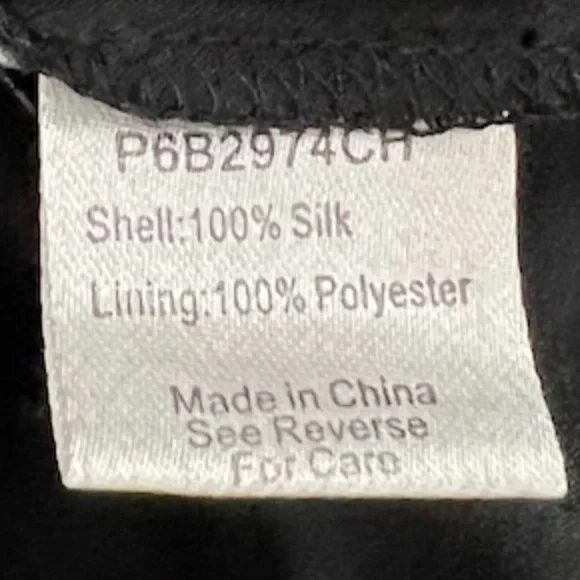 P6B2974CH
Shell:100% Silk
Lining:100% Polyester
Made in China
See Reverse
For Care